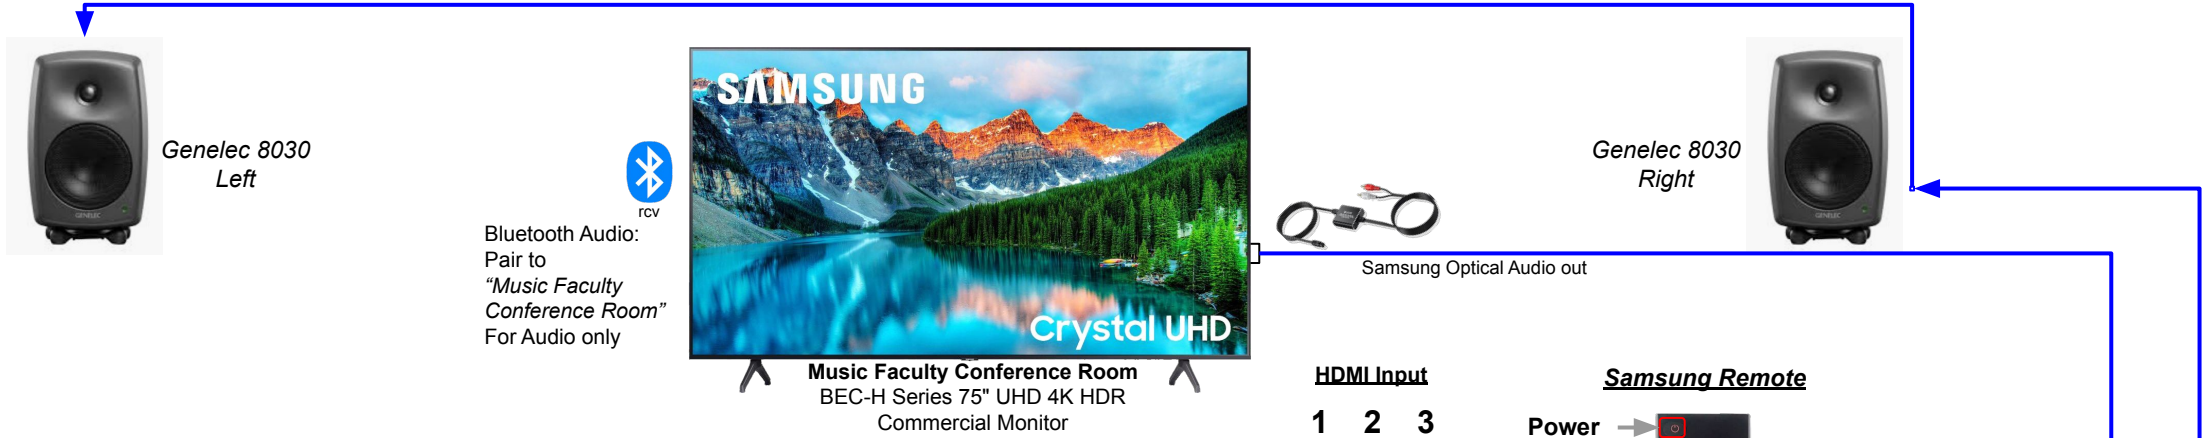 SAMSUNG
Genelec 8030
Left
rcv
Bluetooth Audio:
Pair to
“Music Faculty
Conference Room”
For Audio only
Crystal UHD
Music Faculty Conference Room
BEC-H Series 75" UHD 4K HDR
Commercial Monitor
Samsung Optical Audio out
Genelec 8030
Right
GENELEC
GENELEC
HDMI Input
1 2 3
Samsung Remote
Power